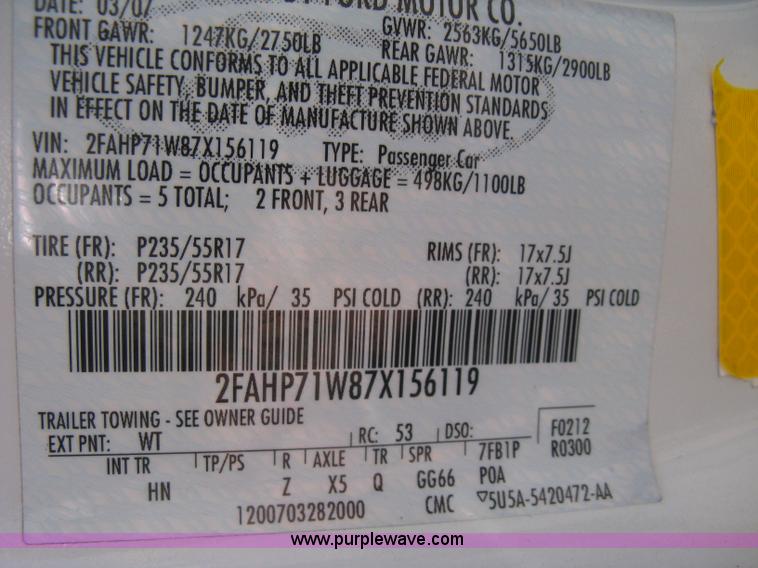 DATE: 03/07 BY FORD MOTOR CO.
FRONT GAWR: 1247KG/2750LB GVWR: 2563KG/5650LB
REAR GAWR: 1315KG/2900LB
THIS VEHICLE CONFORMS TO ALL APPLICABLE FEDERAL MOTOR
VEHICLE SAFETY, BUMPER, AND THEFT PREVENTION STANDARDS
IN EFFECT ON THE DATE OF MANUFACTURE SHOWN ABOVE.
VIN: 2FAHP71W87X156119 TYPE: Passenger Car
MAXIMUM LOAD = OCCUPANTS + LUGGAGE = 498KG/1100LB
OCCUPANTS = 5 TOTAL; 2 FRONT, 3 REAR
TIRE (FR): P235/55R17 RIMS (FR): 17x7.5J
(RR): P235/55R17 (RR): 17x7.5J
PRESSURE (FR): 240 kPa/ 35 PSI COLD (RR): 240 kPa/ 35 PSI COLD
2FAHP71W87X156119
TRAILER TOWING - SEE OWNER GUIDE
EXT PNT: WT RC: 53 DSO: F0212
R0300
INT TR TP/PS R AXLE TR SPR 7FB1P
HN Z X5 Q GG66 P0A
1200703282000 CMC ▽5U5A-5420472-AA
www.purplewave.com